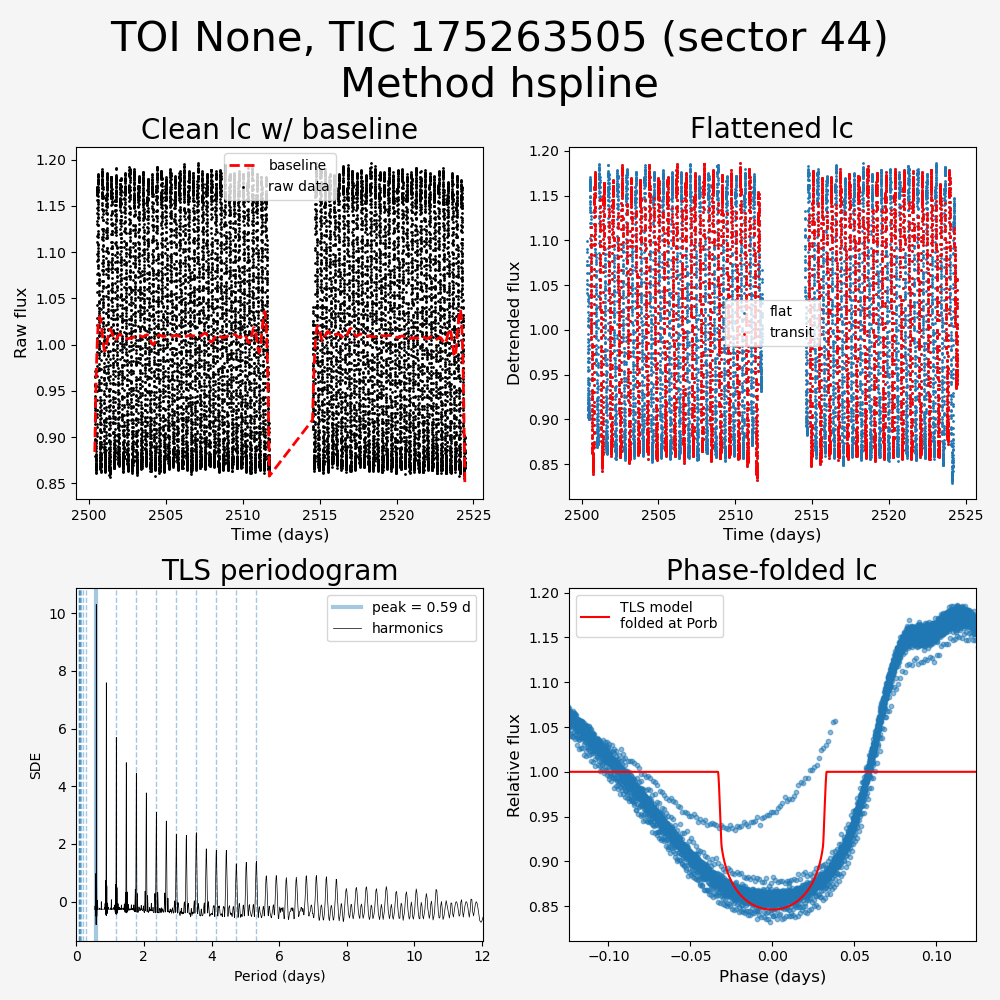 TOI None, TIC 175263505 (sector 44)
Method hspline
Clean lc w/ baseline
Flattened lc
baseline
raw data
1.20
1.15
1.10
1.05
1.00
0.95
0.90
0.85
Raw flux
2500
2505
2510
2515
2520
2525
Time (days)
flat
transit
1.20
1.15
1.10
1.05
1.00
0.95
0.90
0.85
Detrended flux
2500
2505
2510
2515
2520
2525
Time (days)
TLS periodogram
Phase-folded lc
peak = 0.59 d
harmonics
10
8
6
4
2
0
SDE
0
2
4
6
8
10
12
Period (days)
TLS model
folded at Porb
1.20
1.15
1.10
1.05
1.00
0.95
0.90
0.85
Relative flux
−0.10
−0.05
0.00
0.05
0.10
Phase (days)